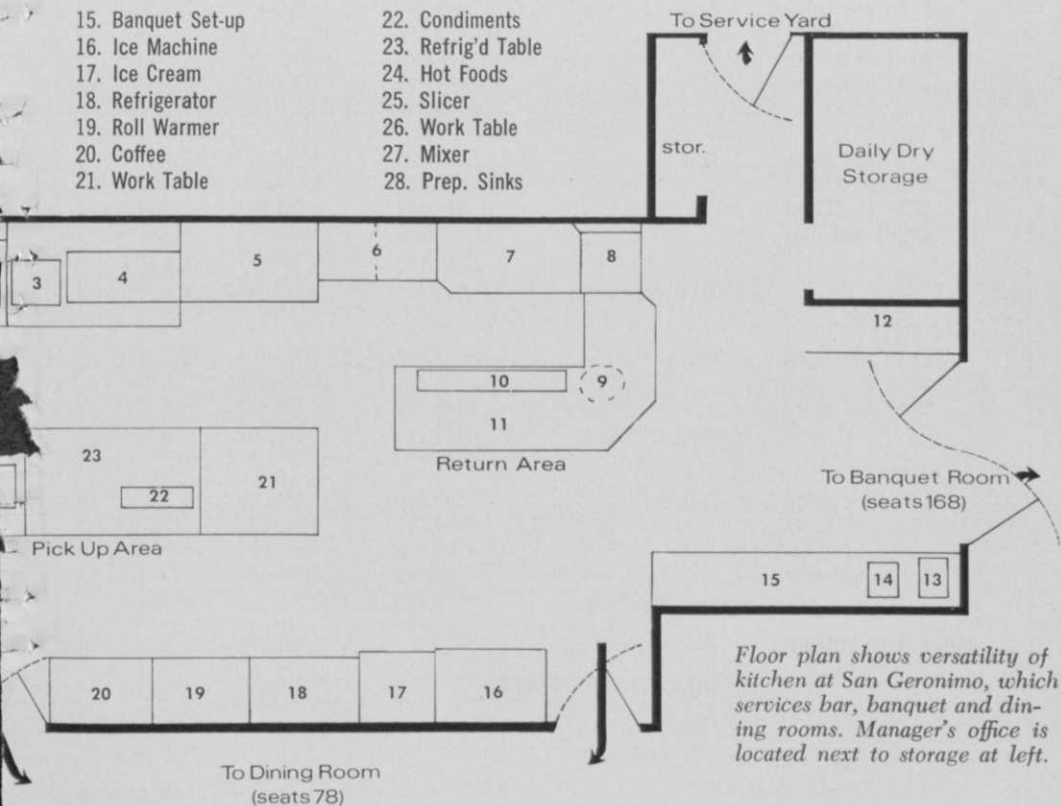 15. Banquet Set-up
16. Ice Machine
17. Ice Cream
18. Refrigerator
19. Roll Warmer
20. Coffee
21. Work Table
22. Condiments
23. Refrig'd Table
24. Hot Foods
25. Slicer
26. Work Table
27. Mixer
28. Prep. Sinks
To Service Yard
stor.
Daily Dry
Storage
3
4
5
6
7
8
12
10
9
11
Return Area
23
22
21
Pick Up Area
To Banquet Room
(seats 168)
15
14
13
20
19
18
17
16
To Dining Room
(seats 78)
Floor plan shows versatility of
kitchen at San Geronimo, which
services bar, banquet and din-
ing rooms. Manager's office is
located next to storage at left.